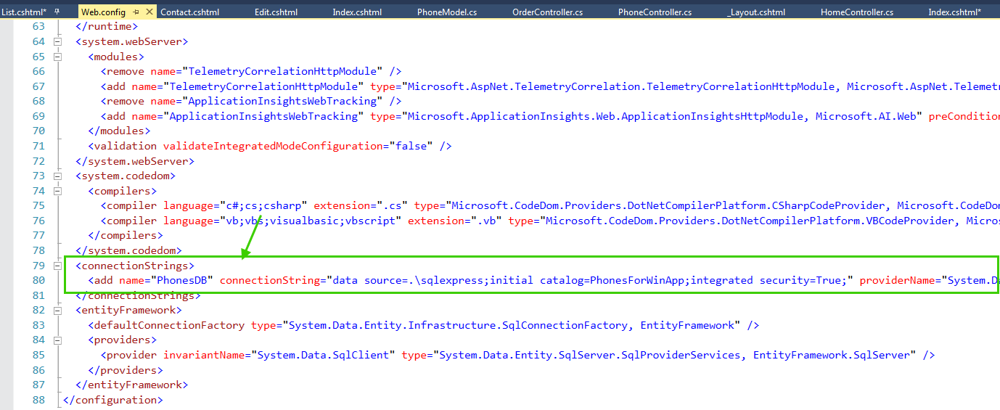 List.cshtml* Web.config Contact.cshtml Edit.cshtml Index.cshtml PhoneModel.cs OrderController.cs PhoneController.cs _Layout.cshtml HomeController.cs Index.cshtml*
63 </runtime>
64 <system.webServer>
65 <modules>
66 <remove name="TelemetryCorrelationHttpModule" />
67 <add name="TelemetryCorrelationHttpModule" type="Microsoft.AspNet.TelemetryCorrelation.TelemetryCorrelationHttpModule, Microsoft.AspNet.Telemet
68 <remove name="ApplicationInsightsWebTracking" />
69 <add name="ApplicationInsightsWebTracking" type="Microsoft.ApplicationInsights.Web.ApplicationInsightsHttpModule, Microsoft.AI.Web" preCondition
70 </modules>
71 <validation validateIntegratedModeConfiguration="false" />
72 </system.webServer>
73 <system.codedom>
74 <compilers>
75 <compiler language="c#;cs;csharp" extension=".cs" type="Microsoft.CodeDom.Providers.DotNetCompilerPlatform.CSharpCodeProvider, Microsoft.CodeDom
76 <compiler language="vb;vbs;visualbasic;vbscript" extension=".vb" type="Microsoft.CodeDom.Providers.DotNetCompilerPlatform.VBCodeProvider, Micros
77 </compilers>
78 </system.codedom>
79 <connectionStrings>
80 <add name="PhonesDB" connectionString="data source=.\sqlexpress;initial catalog=PhonesForWinApp;integrated security=True;" providerName="System.Da
81 </connectionStrings>
82 <entityFramework>
83 <defaultConnectionFactory type="System.Data.Entity.Infrastructure.SqlConnectionFactory, EntityFramework" />
84 <providers>
85 <provider invariantName="System.Data.SqlClient" type="System.Data.Entity.SqlServer.SqlProviderServices, EntityFramework.SqlServer" />
86 </providers>
87 </entityFramework>
88 </configuration>